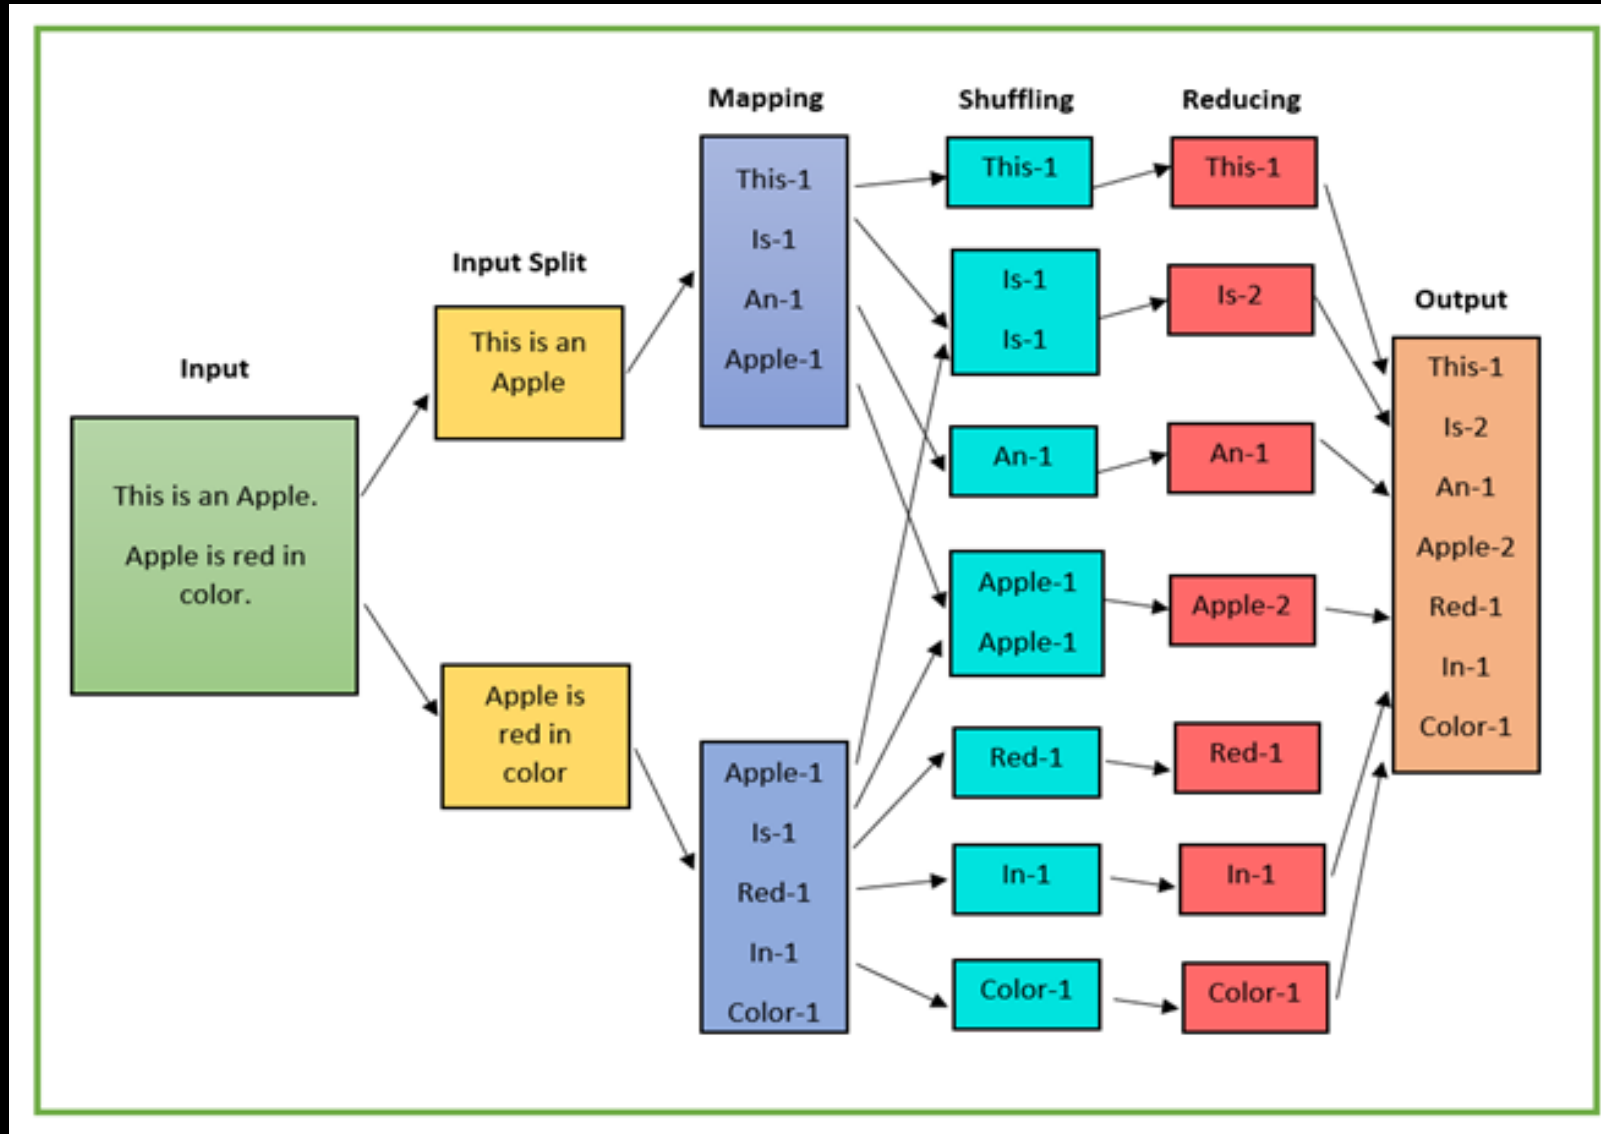 Input
This is an Apple.
Apple is red in
color.
Input Split
This is an
Apple
Apple is
red in
color
Mapping
This-1
Is-1
An-1
Apple-1
Apple-1
Is-1
Red-1
In-1
Color-1
Shuffling
This-1
Is-1
Is-1
An-1
Apple-1
Apple-1
Red-1
In-1
Color-1
Reducing
This-1
Is-2
An-1
Apple-2
Red-1
In-1
Color-1
Output
This-1
Is-2
An-1
Apple-2
Red-1
In-1
Color-1